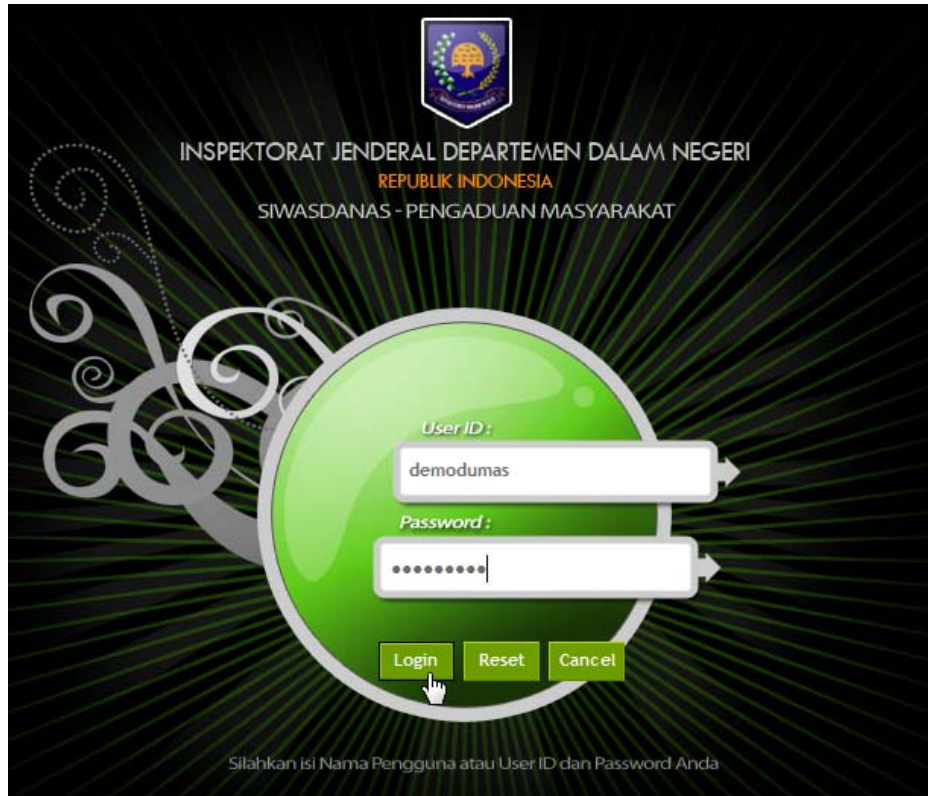 INSPEKTORAT JENDERAL DEPARTEMEN DALAM NEGERI
REPUBLIK INDONESIA
SIWASDANAS - PENGADUAN MASYARAKAT
User ID :
demodumas
Password :
•••••••••
Login Reset Cancel
Silahkan isi Nama Pengguna atau User ID dan Password Anda